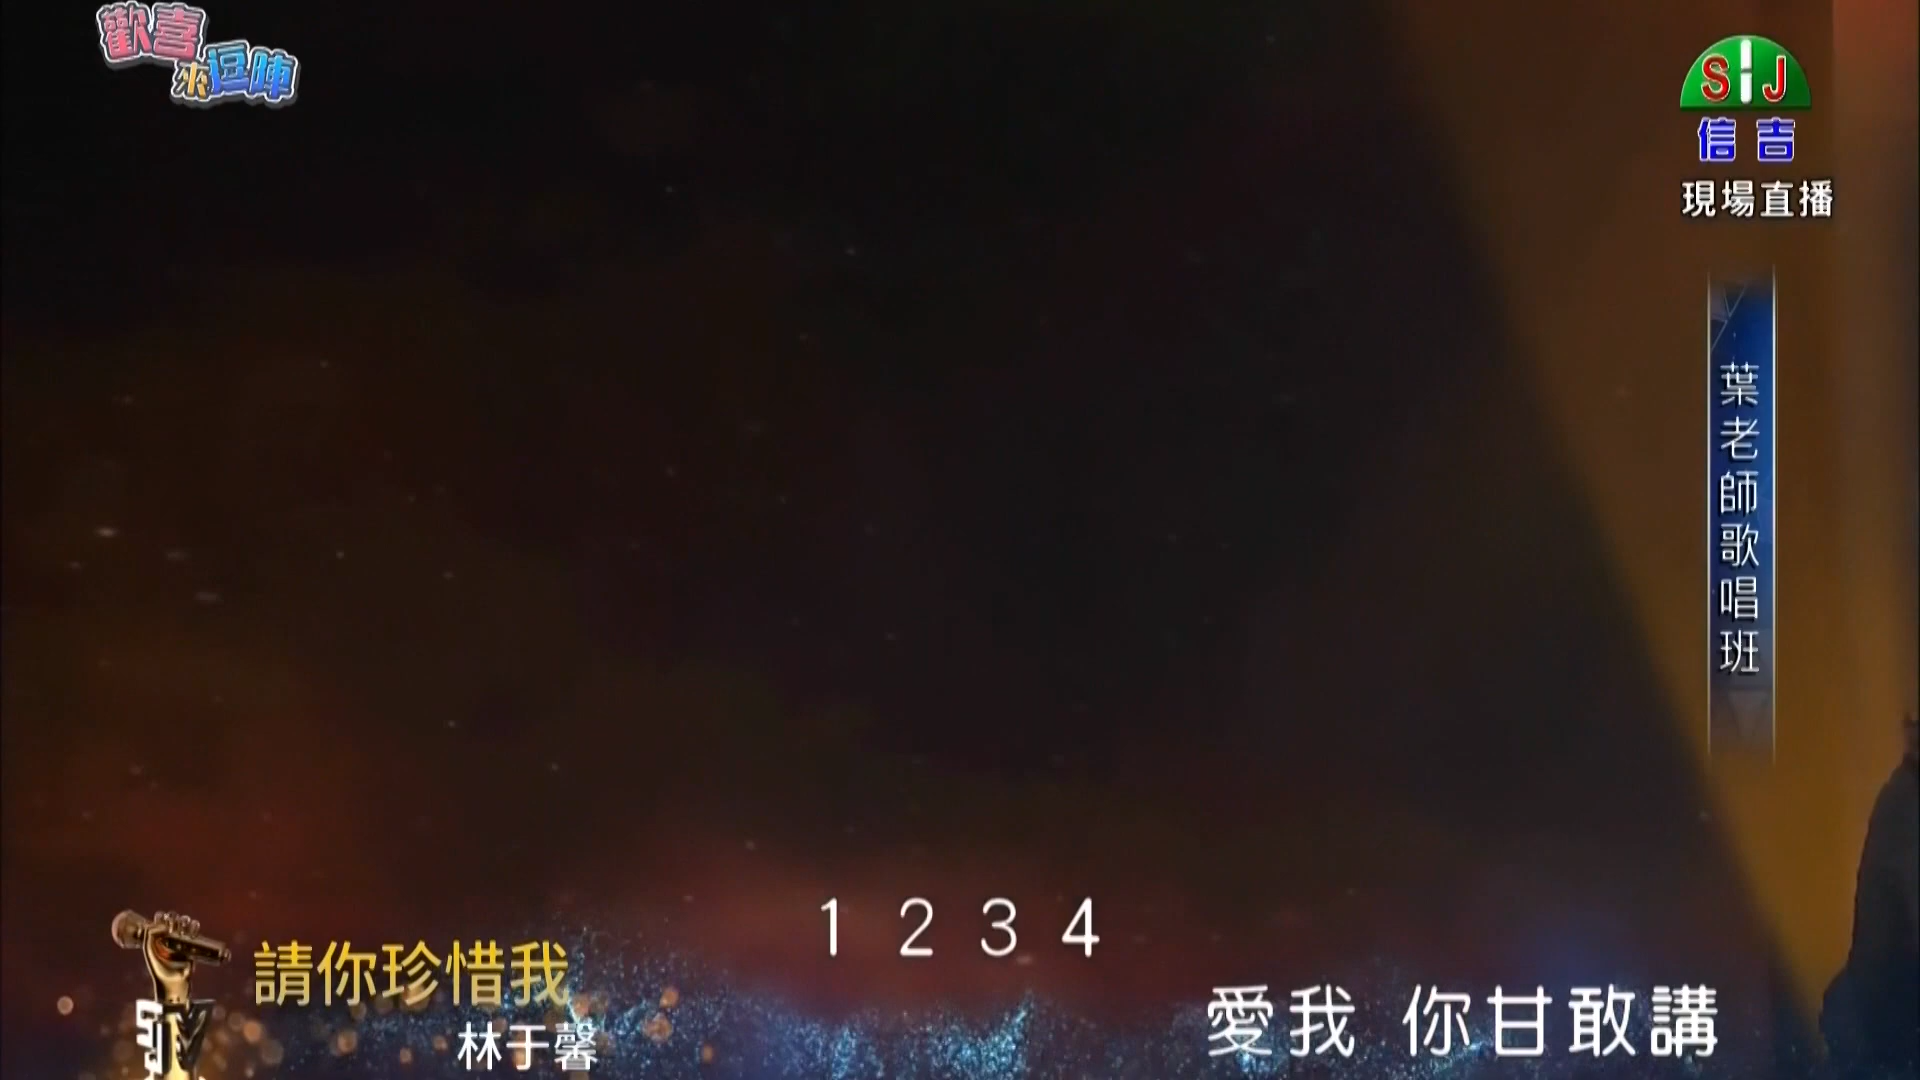 歡喜
來逗陣
SJ
信吉
現場直播
葉老師歌唱班
1 2 3 4
請你珍惜我
林于馨
愛我 你甘敢講
SJTV